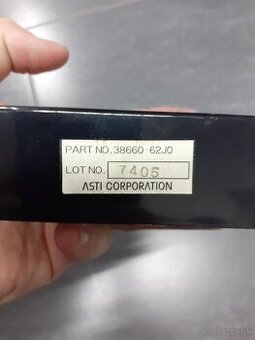 PART NO. 38660-62J0
LOT NO. 7405
ASTI CORPORATION